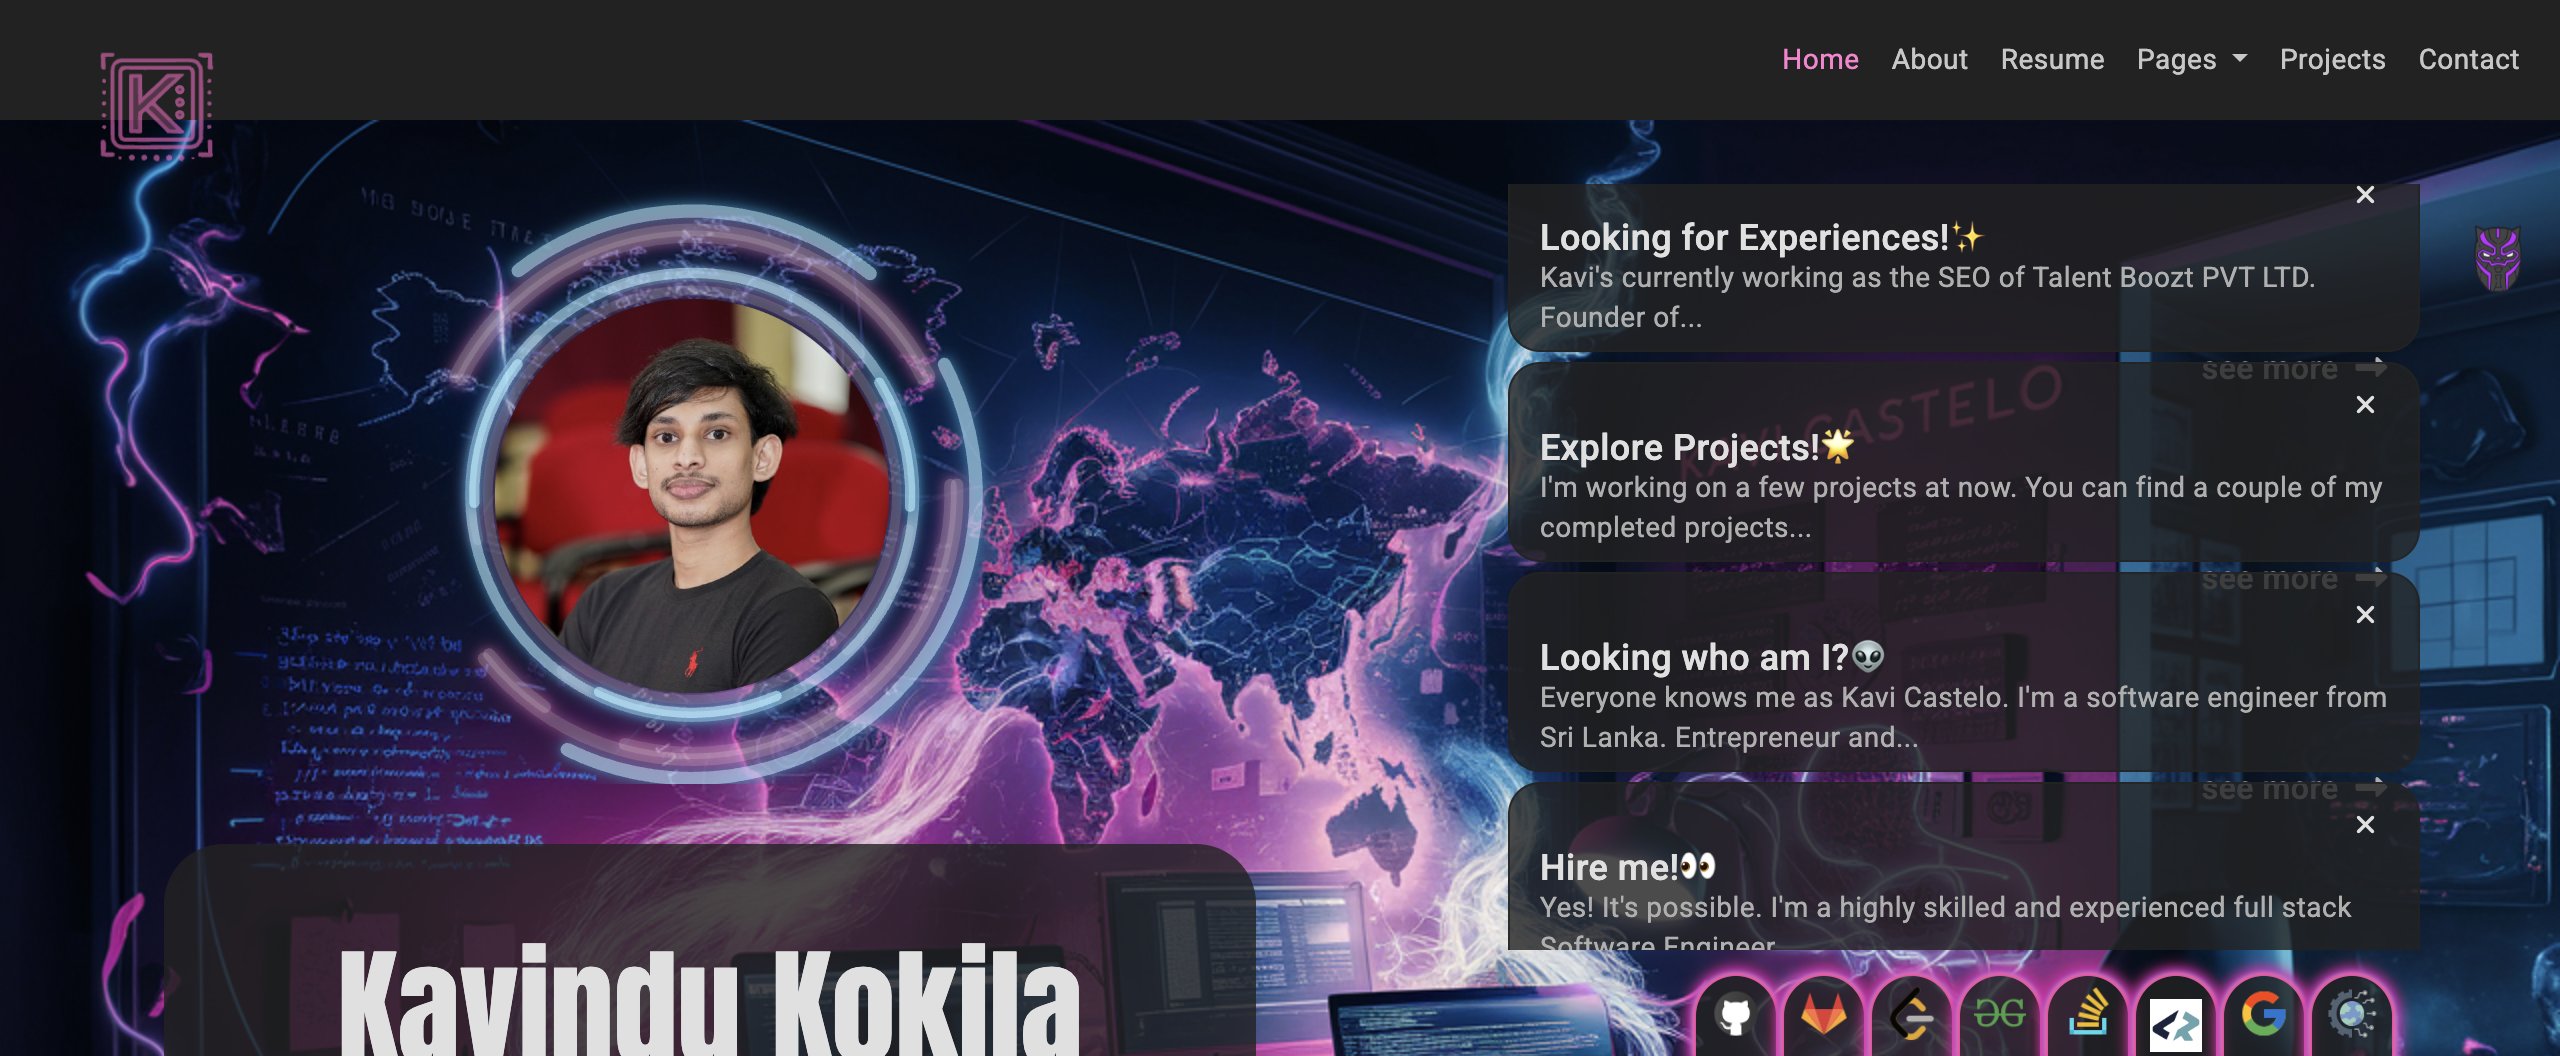 K
Home About Resume Pages Projects Contact
Looking for Experiences!✨
Kavi's currently working as the SEO of Talent Boozt PVT LTD.
Founder of...
see more
Explore Projects!🌟
I'm working on a few projects at now. You can find a couple of my
completed projects...
see more
Looking who am I?👽
Everyone knows me as Kavi Castelo. I'm a software engineer from
Sri Lanka. Entrepreneur and...
see more
Hire me!👀
Yes! It's possible. I'm a highly skilled and experienced full stack
Software Engineer
KAVI CASTELO
Kavindu Kokila